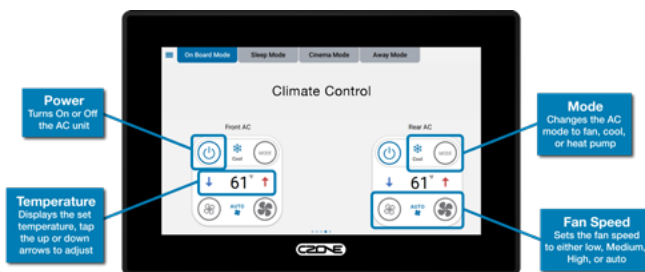 On Board Mode
Sleep Mode
Cinema Mode
Away Mode
Climate Control
Power
Turns On or Off
the AC unit
Temperature
Displays the set
temperature, tap
the up or down
arrows to adjust
Front AC
Cool
MODE
61°
AUTO
Rear AC
Cool
MODE
61°
AUTO
Mode
Changes the AC
mode to fan, cool,
or heat pump
Fan Speed
Sets the fan speed
to either low, Medium,
High, or auto
CZONE